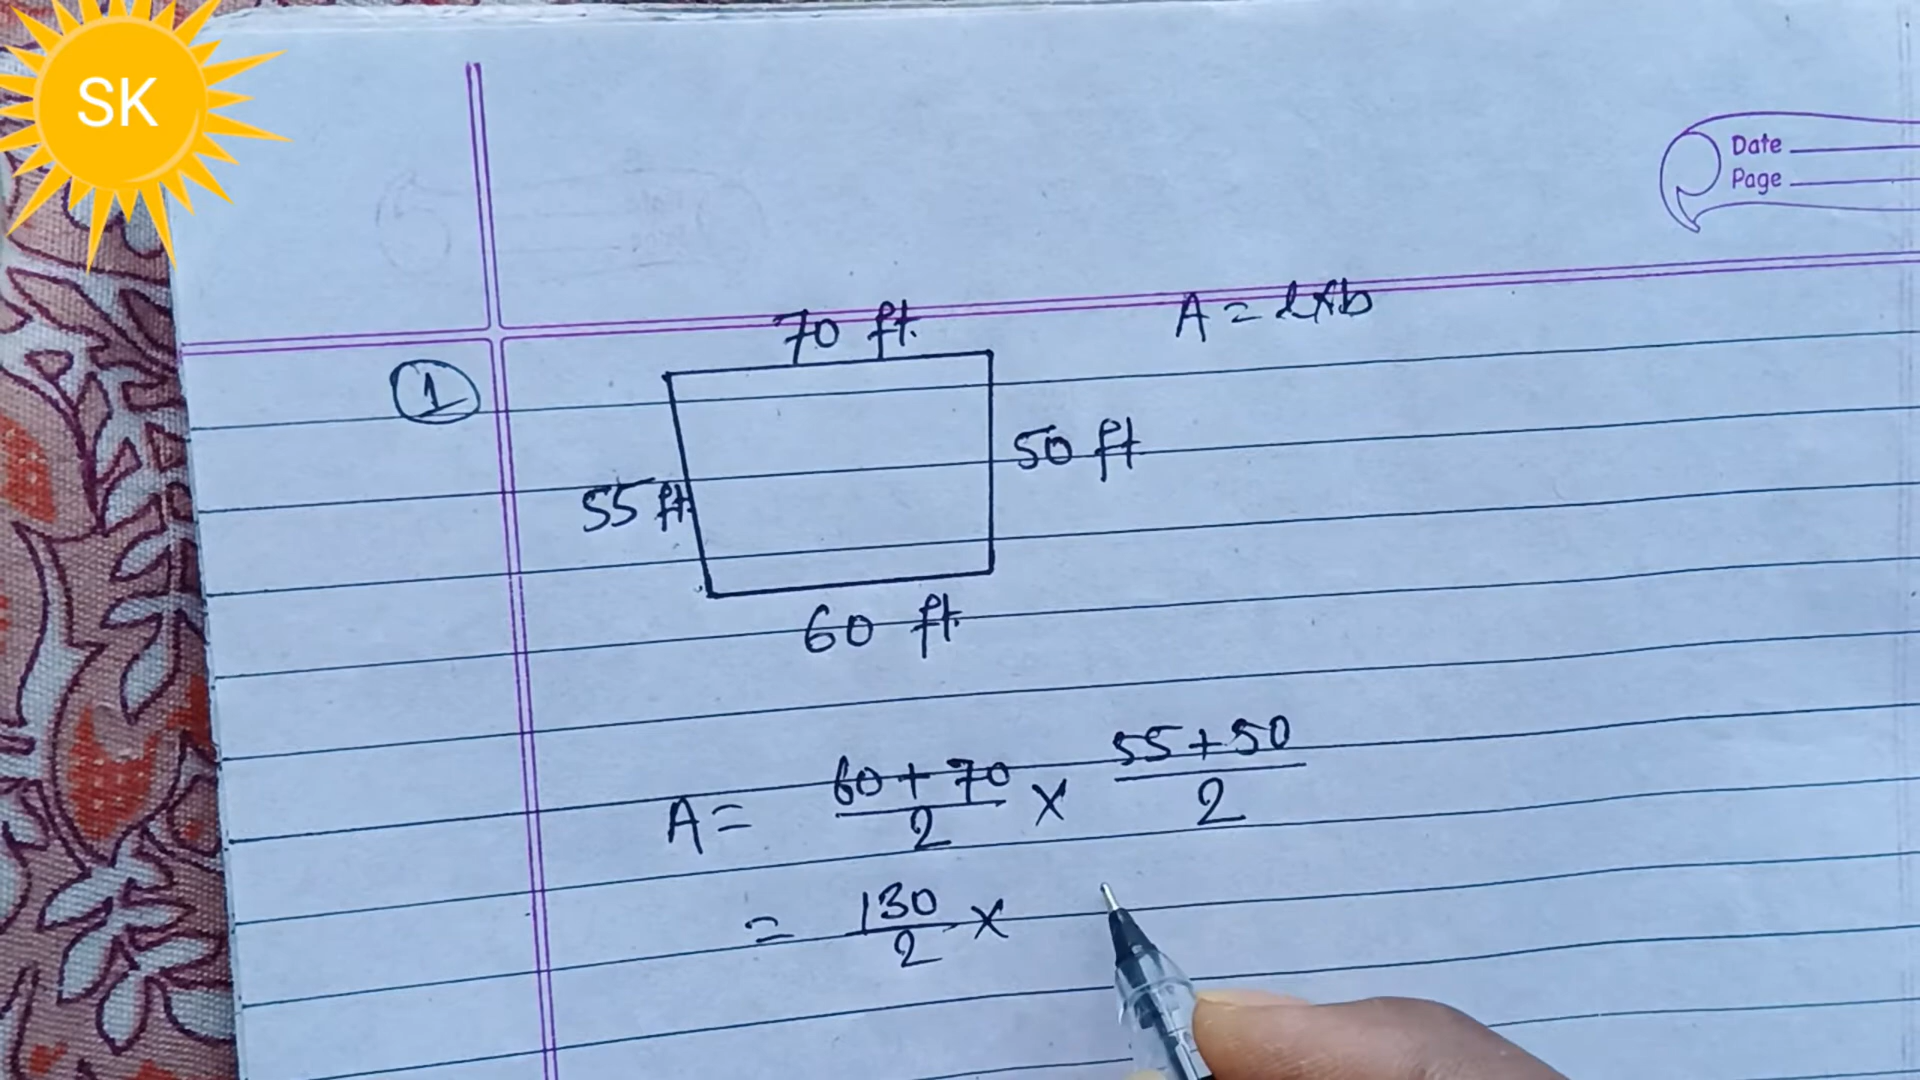 SK
Date
Page
70 ft.
A = l×b
1
50 ft
55 ft.
60 ft.
A = 60 + 70 / 2 × 55 + 50 / 2
= 130 / 2 ×